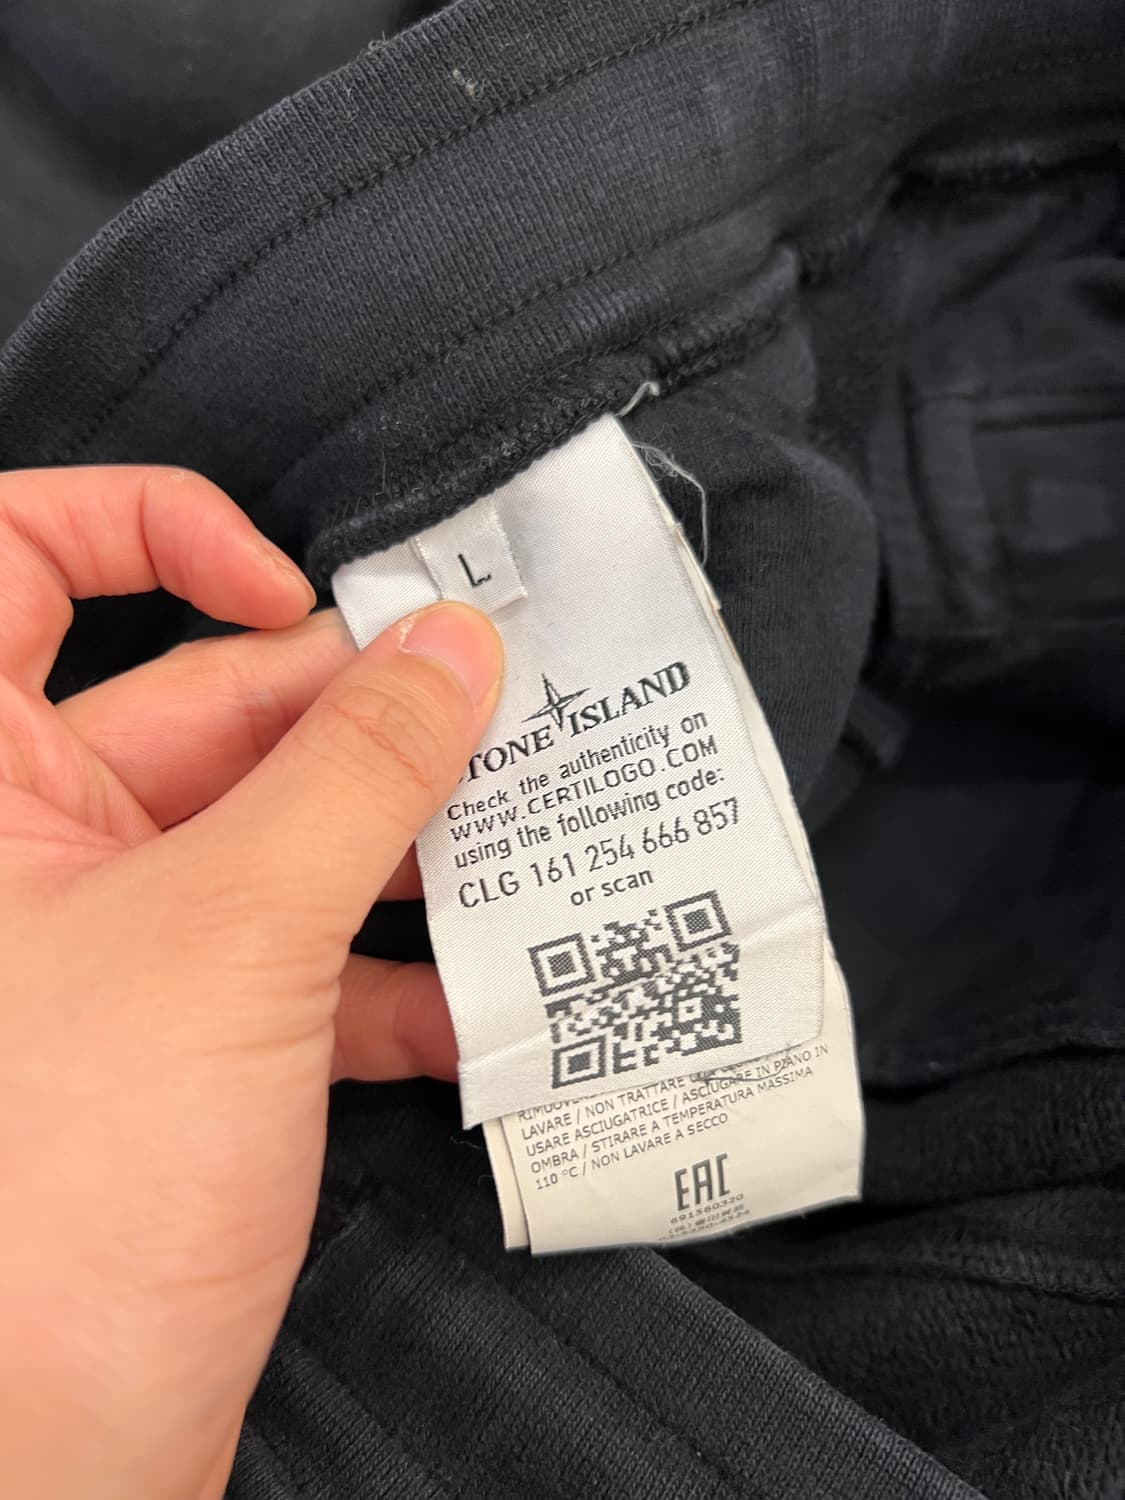 L
STONE ISLAND
Check the authenticity on
WWW.CERTILOGO.COM
using the following code:
CLG 161 254 666 857
or scan
LAVARE / NON TRATTARE
USARE ASCIUGATRICE / ASCIUGARE IN PIANO IN
OMBRA / STIRARE A TEMPERATURA MASSIMA
110 °C / NON LAVARE A SECCO
EAC
691560320